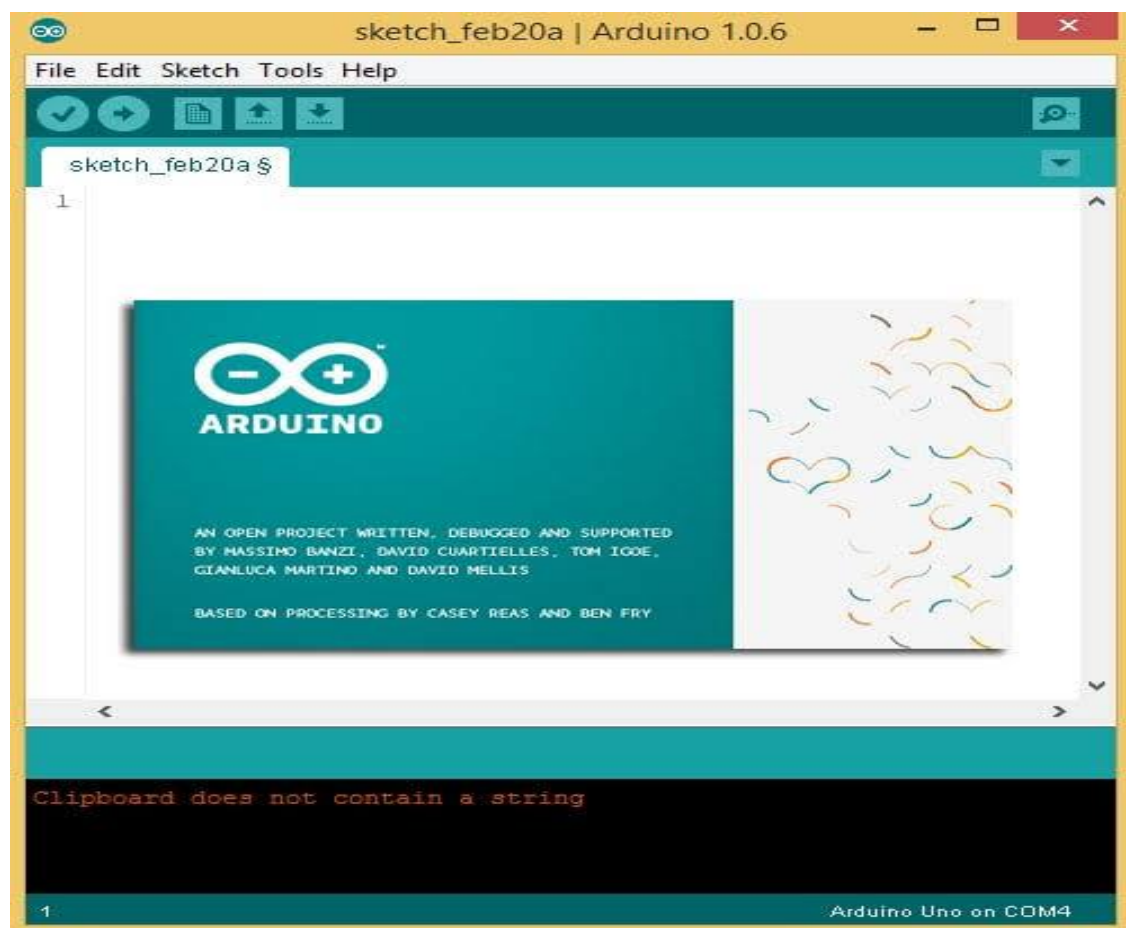 sketch_feb20a | Arduino 1.0.6
File Edit Sketch Tools Help
sketch_feb20a §
1
ARDUINO
AN OPEN PROJECT WRITTEN, DEBUGGED AND SUPPORTED
BY MASSIMO BANZI, DAVID CUARTIELLES, TOM IGOE,
GIANLUCA MARTINO AND DAVID MELLIS
BASED ON PROCESSING BY CASEY REAS AND BEN FRY
Clipboard does not contain a string
1 Arduino Uno on COM4